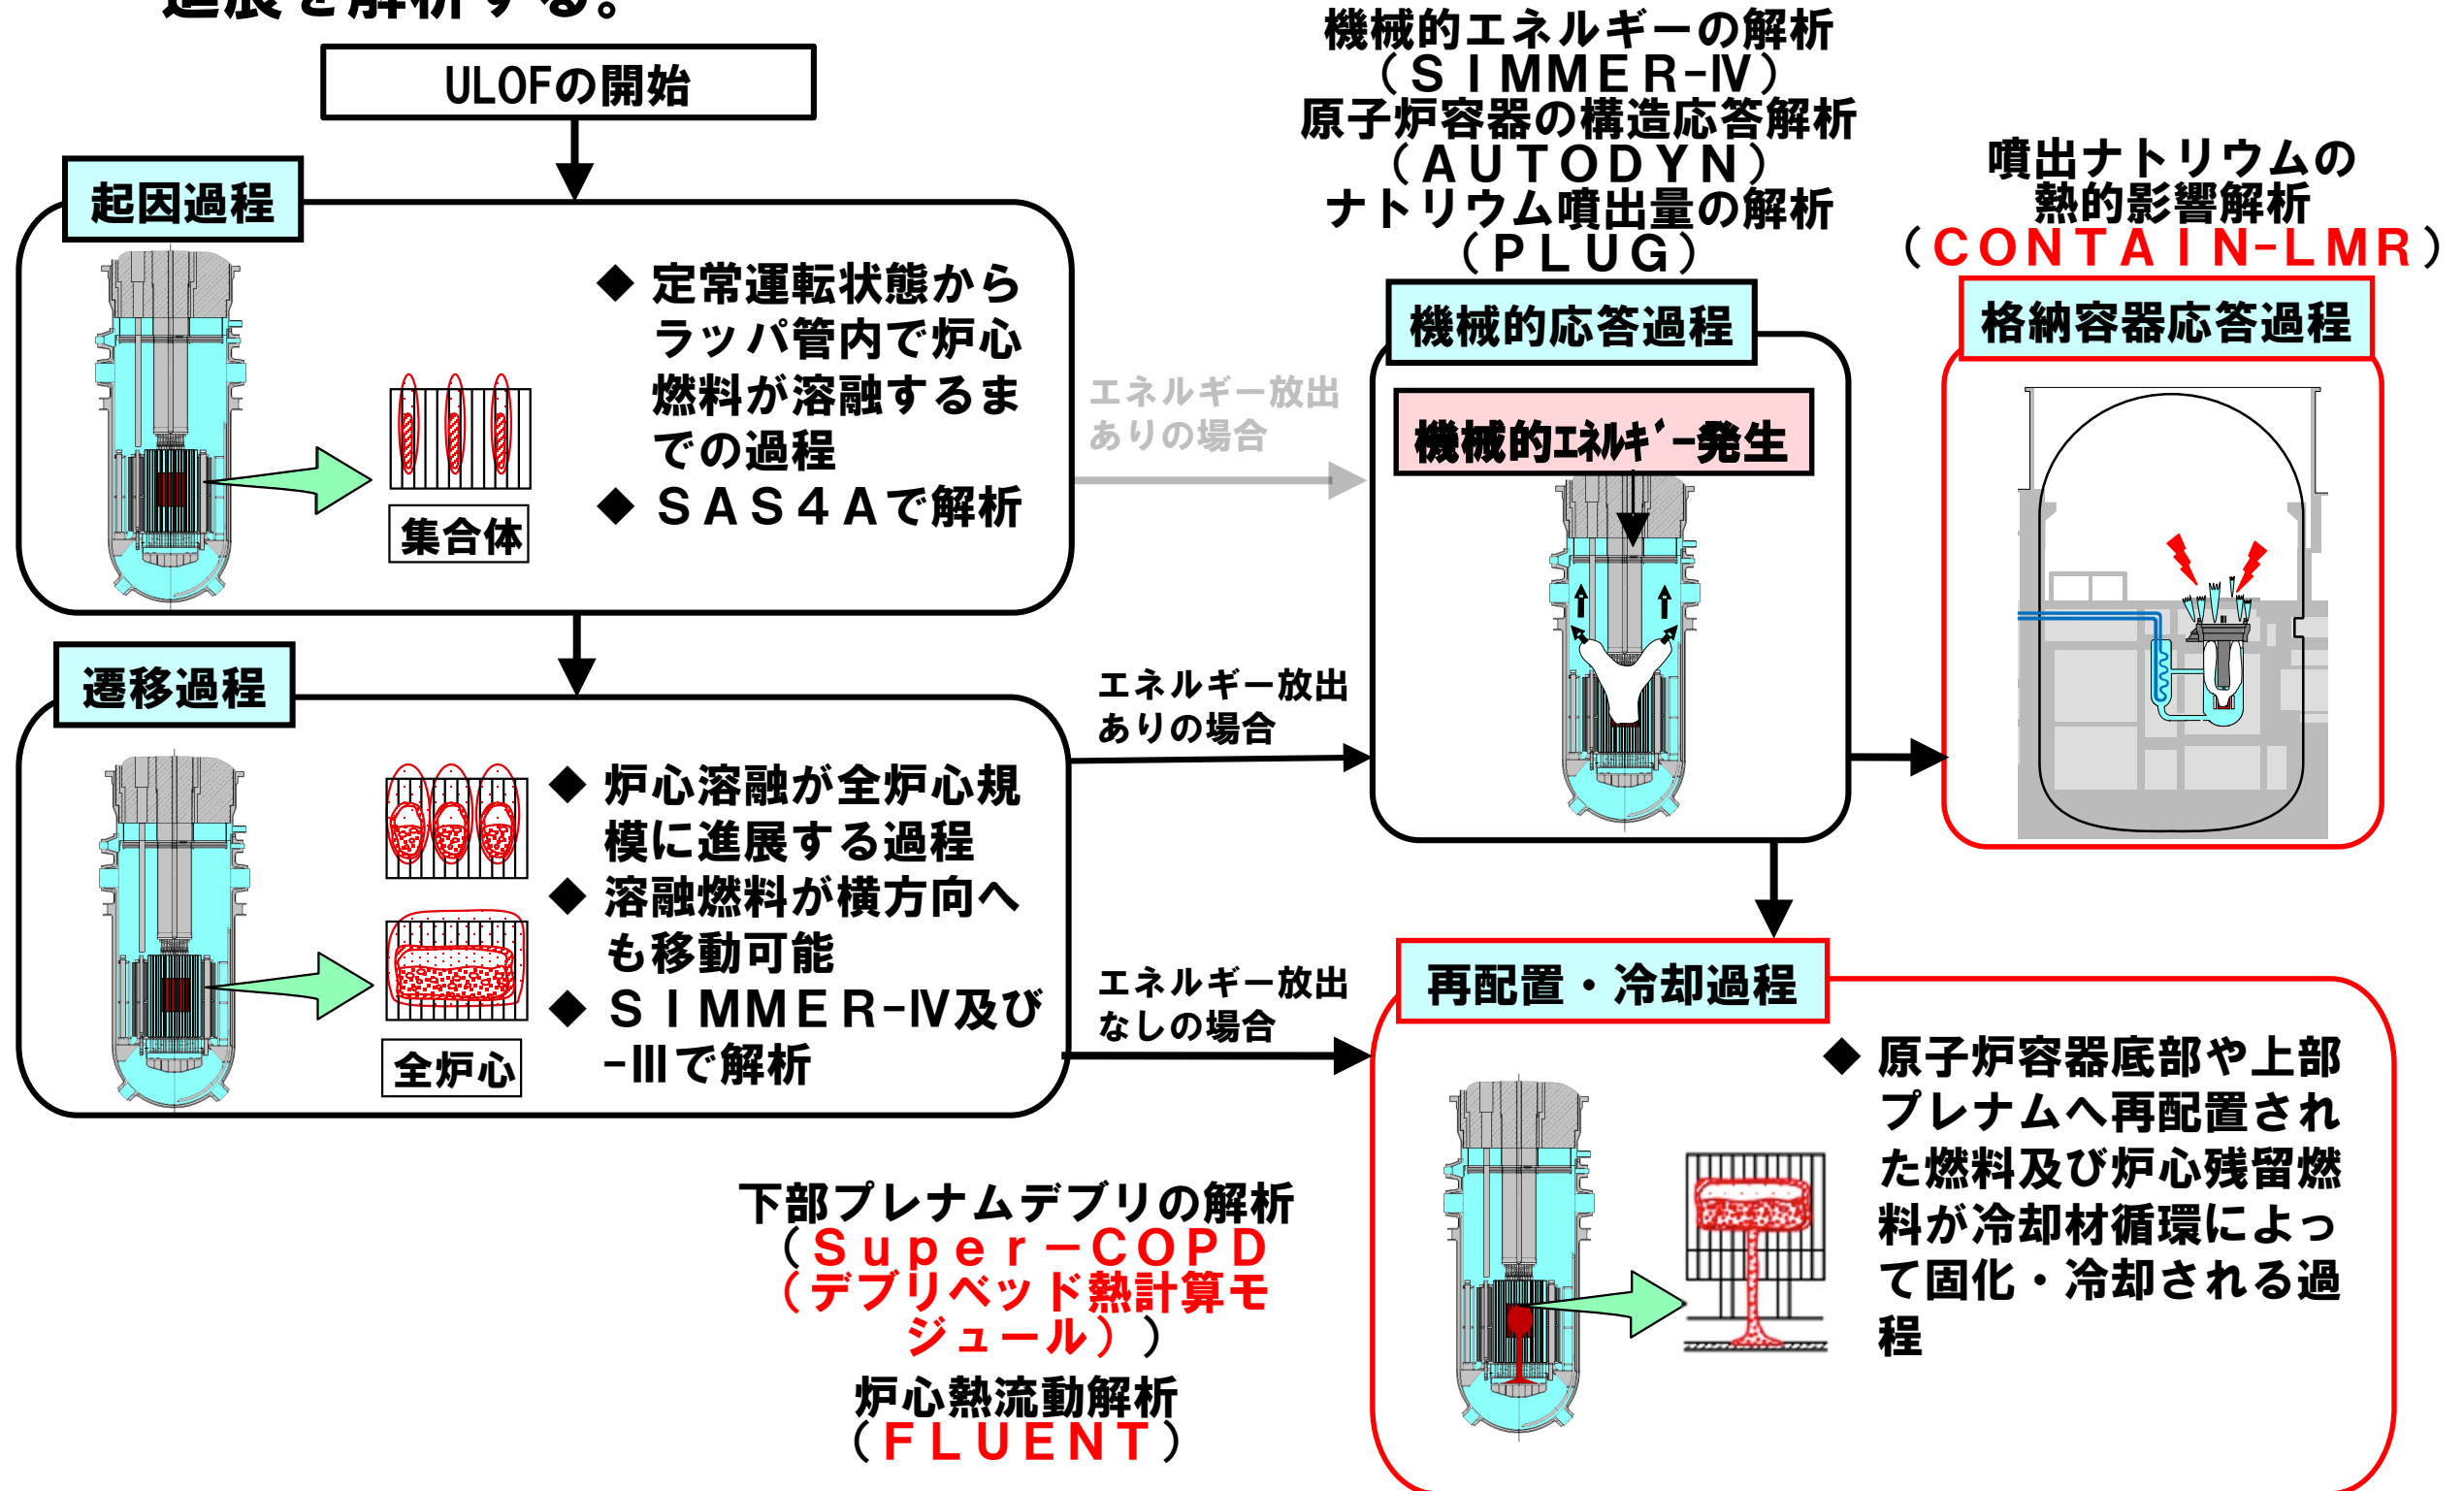 進展を解析する。
ULOFの開始
起因過程
◆ 定常運転状態から
ラッパ管内で炉心
燃料が溶融するま
での過程
◆ ＳＡＳ４Ａで解析
集合体
エネルギー放出
ありの場合
遷移過程
◆ 炉心溶融が全炉心規
模に進展する過程
◆ 溶融燃料が横方向へ
も移動可能
◆ ＳＩＭＭＥＲ-Ⅳ及び
-Ⅲで解析
全炉心
エネルギー放出
ありの場合
エネルギー放出
なしの場合
機械的エネルギーの解析
（ＳＩＭＭＥＲ-Ⅳ）
原子炉容器の構造応答解析
（ＡＵＴＯＤＹＮ）
ナトリウム噴出量の解析
（ＰＬＵＧ）
機械的応答過程
機械的ｴﾈﾙｷﾞｰ発生
噴出ナトリウムの
熱的影響解析
（ＣＯＮＴＡＩＮ-ＬＭＲ）
格納容器応答過程
再配置・冷却過程
◆ 原子炉容器底部や上部
プレナムへ再配置され
た燃料及び炉心残留燃
料が冷却材循環によっ
て固化・冷却される過
程
下部プレナムデブリの解析
（Ｓｕｐｅｒ－ＣＯＰＤ
（デブリベッド熱計算モ
ジュール））
炉心熱流動解析
（ＦＬＵＥＮＴ）